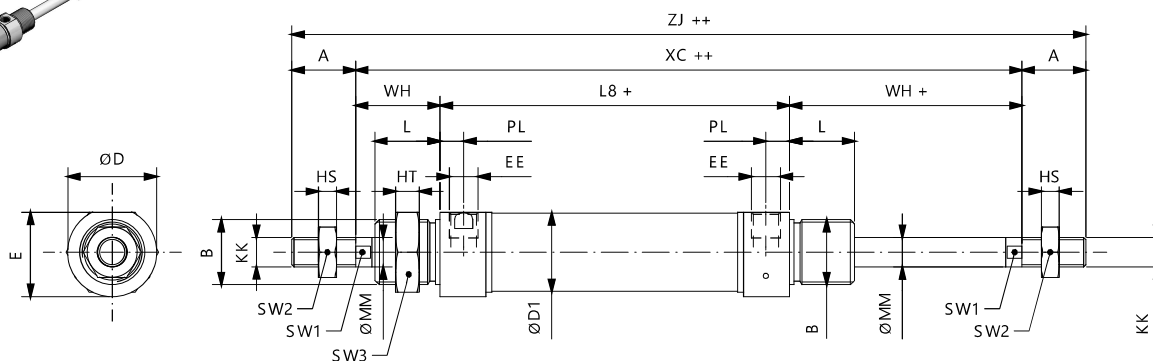 ZJ ++
A XC ++ A
WH L8 + WH +
L PL PL L
ØD EE EE
HS HT HS
E B KK ØMM ØD1 B ØMM KK
SW2 SW1
SW1 SW2
SW3